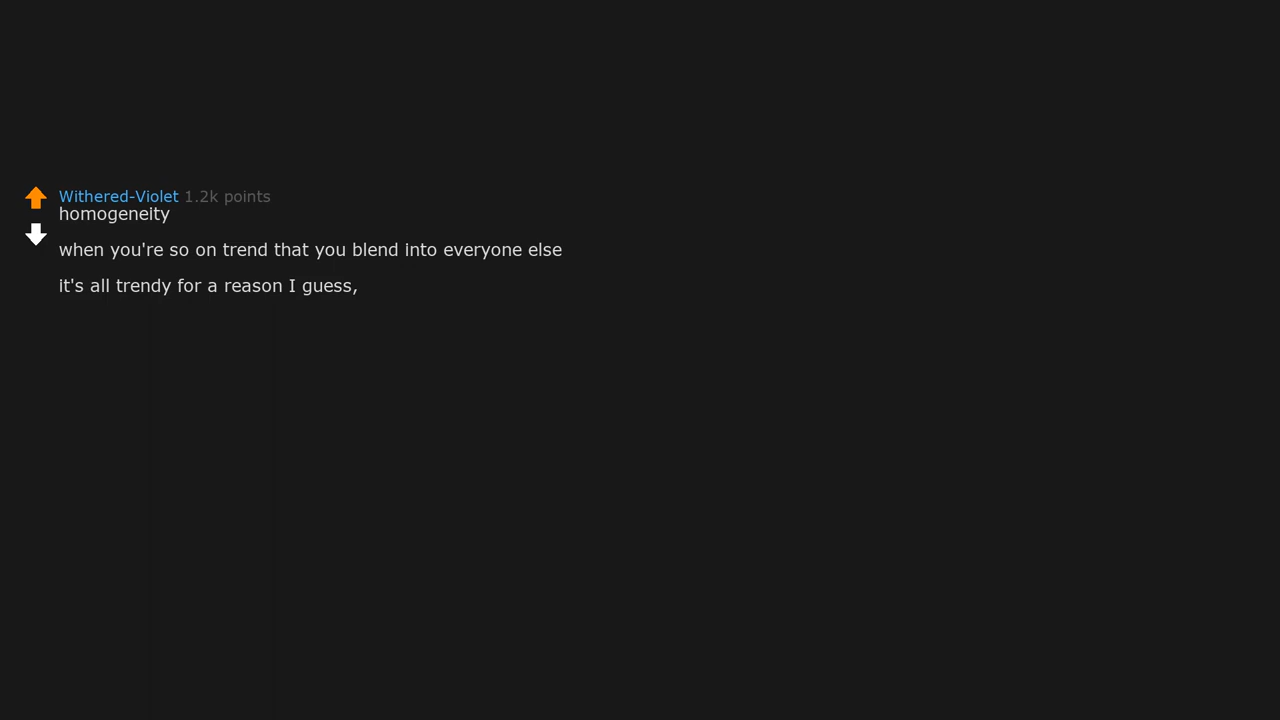 Withered-Violet 1.2k points
homogeneity
when you're so on trend that you blend into everyone else
it's all trendy for a reason I guess,